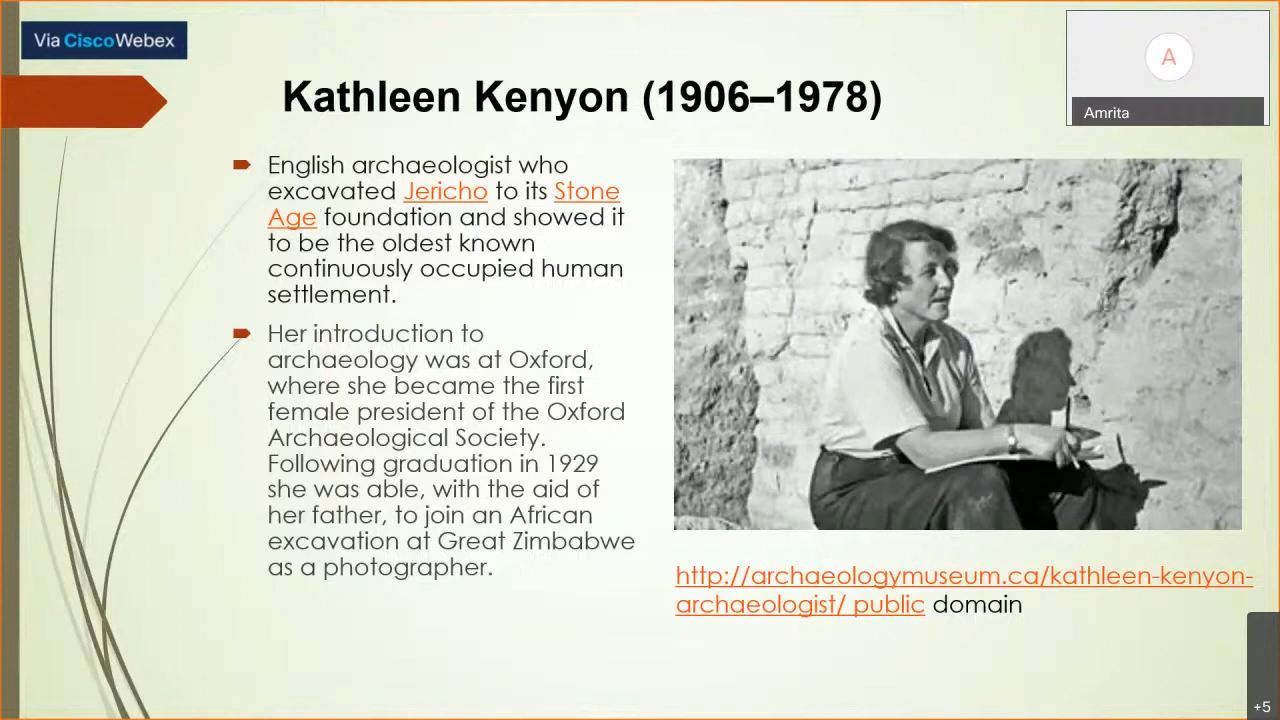 Via CiscoWebex
A
Amrita
Kathleen Kenyon (1906–1978)
English archaeologist who
excavated Jericho to its Stone
Age foundation and showed it
to be the oldest known
continuously occupied human
settlement.
Her introduction to
archaeology was at Oxford,
where she became the first
female president of the Oxford
Archaeological Society.
Following graduation in 1929
she was able, with the aid of
her father, to join an African
excavation at Great Zimbabwe
as a photographer.
http://archaeologymuseum.ca/kathleen-kenyon-
archaeologist/ public domain
+5